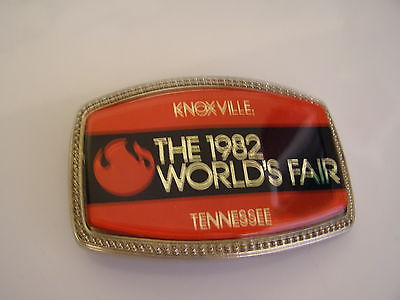 KNOXVILLE,
THE 1982
WORLD'S FAIR
TENNESSEE